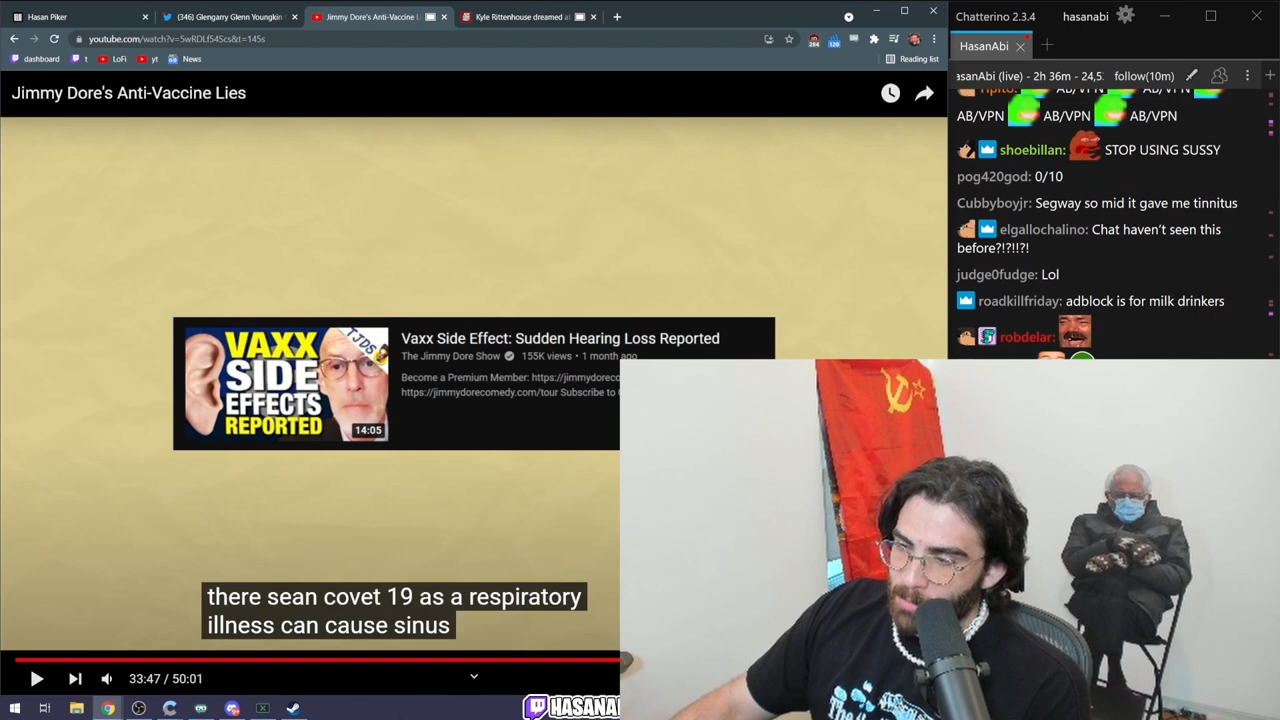 Hasan Piker
(346) Glengarry Glenn Youngkin
Jimmy Dore's Anti-Vaccine L
Kyle Rittenhouse dreamed a
youtube.com/watch?v=5wRDLf54Scs&t=145s
284
120
dashboard
t
LoFi
yt
News
Reading list
Jimmy Dore's Anti-Vaccine Lies
VAXX
SIDE
EFFECTS
REPORTED
TJDS
14:05
Vaxx Side Effect: Sudden Hearing Loss Reported
The Jimmy Dore Show 155K views • 1 month ago
Become a Premium Member: https://jimmydoreco
https://jimmydorecomedy.com/tour Subscribe to
there sean covet 19 as a respiratory
illness can cause sinus
33:47 / 50:01
HASANA
Chatterino 2.3.4
hasanabi
HasanAbi
asanAbi (live) - 2h 36m - 24,5
follow(10m)
AB/VPN AB/VPN AB/VPN
shoebillan: STOP USING SUSSY
pog420god: 0/10
Cubbyboyjr: Segway so mid it gave me tinnitus
elgallochalino: Chat haven't seen this
before?!?!!?!
judge0fudge: Lol
roadkillfriday: adblock is for milk drinkers
robdelar: